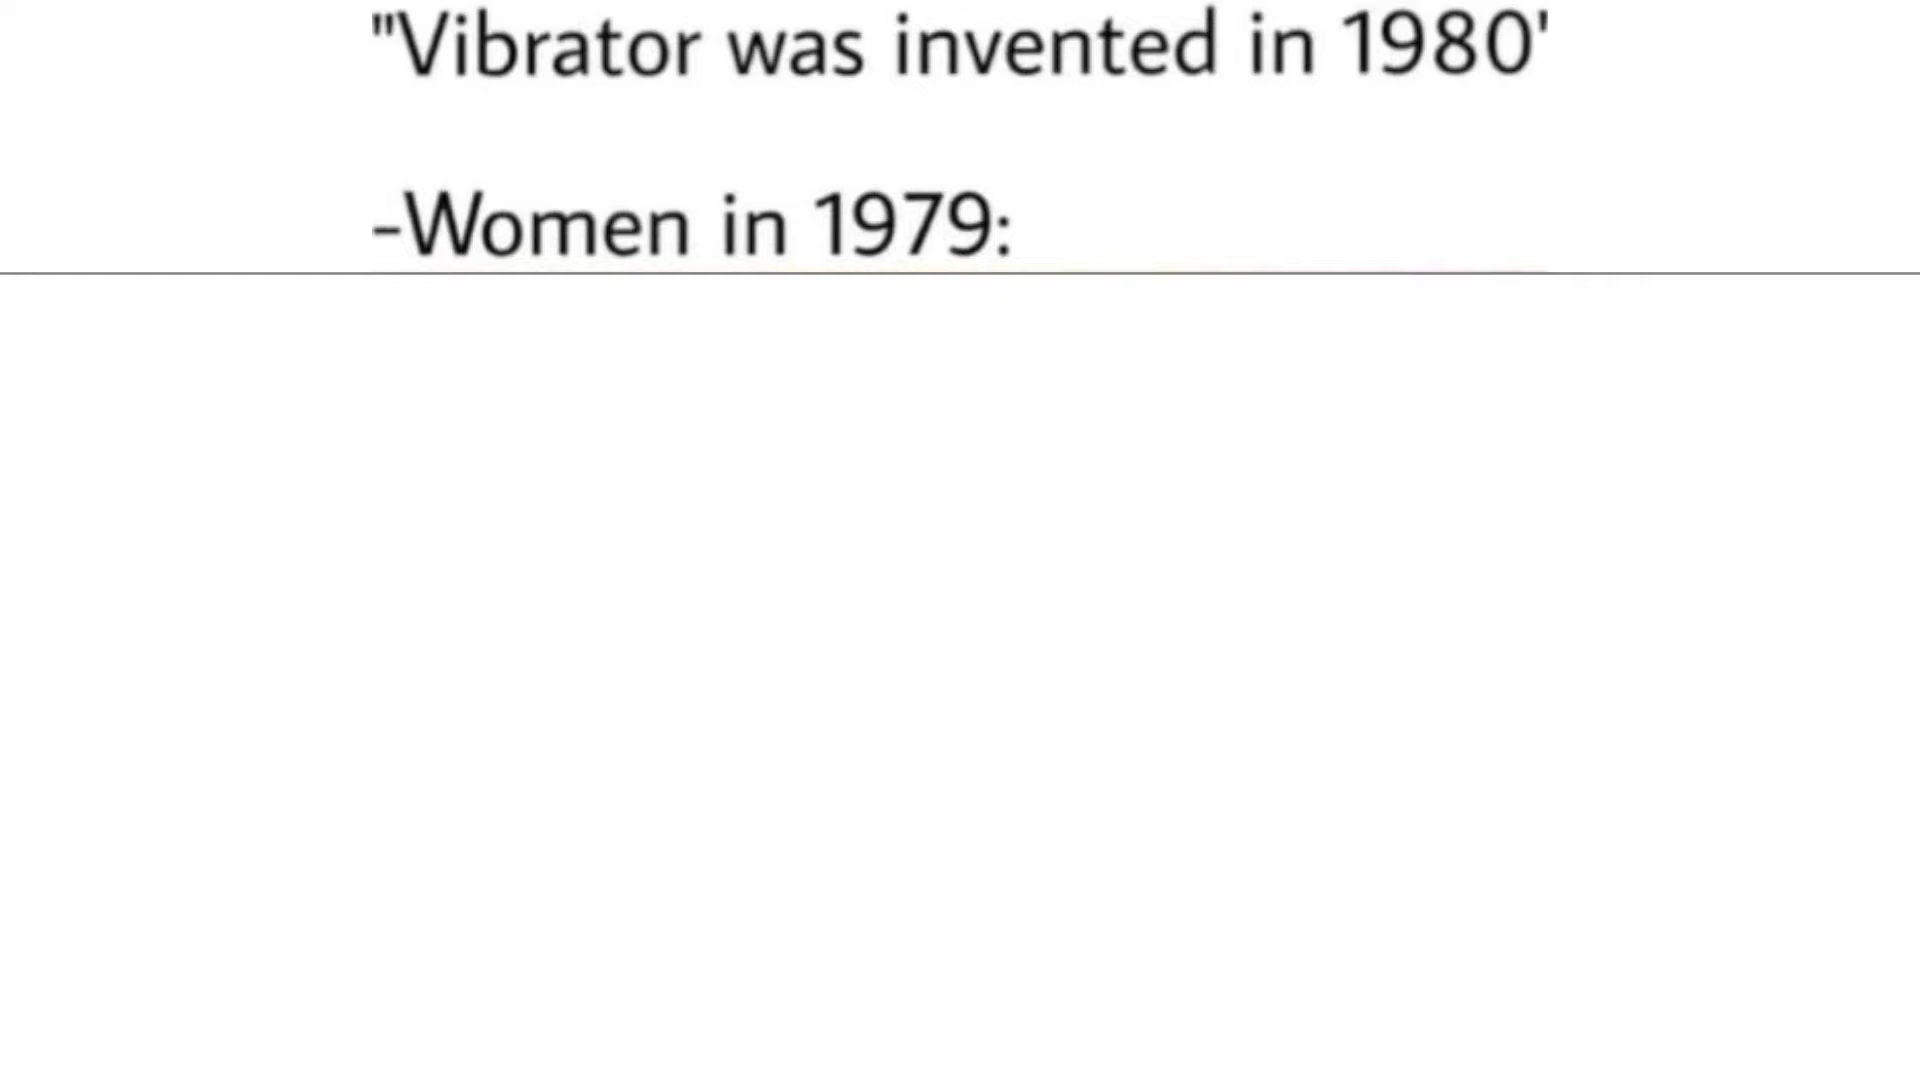 "Vibrator was invented in 1980'
-Women in 1979: